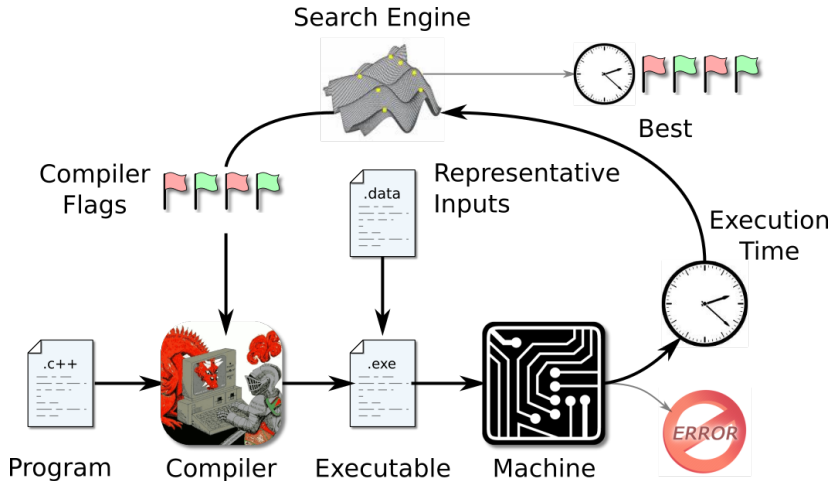 Search Engine
Best
Compiler
Flags
.data
Representative
Inputs
Execution
Time
.c++
.exe
ERROR
Program
Compiler
Executable
Machine